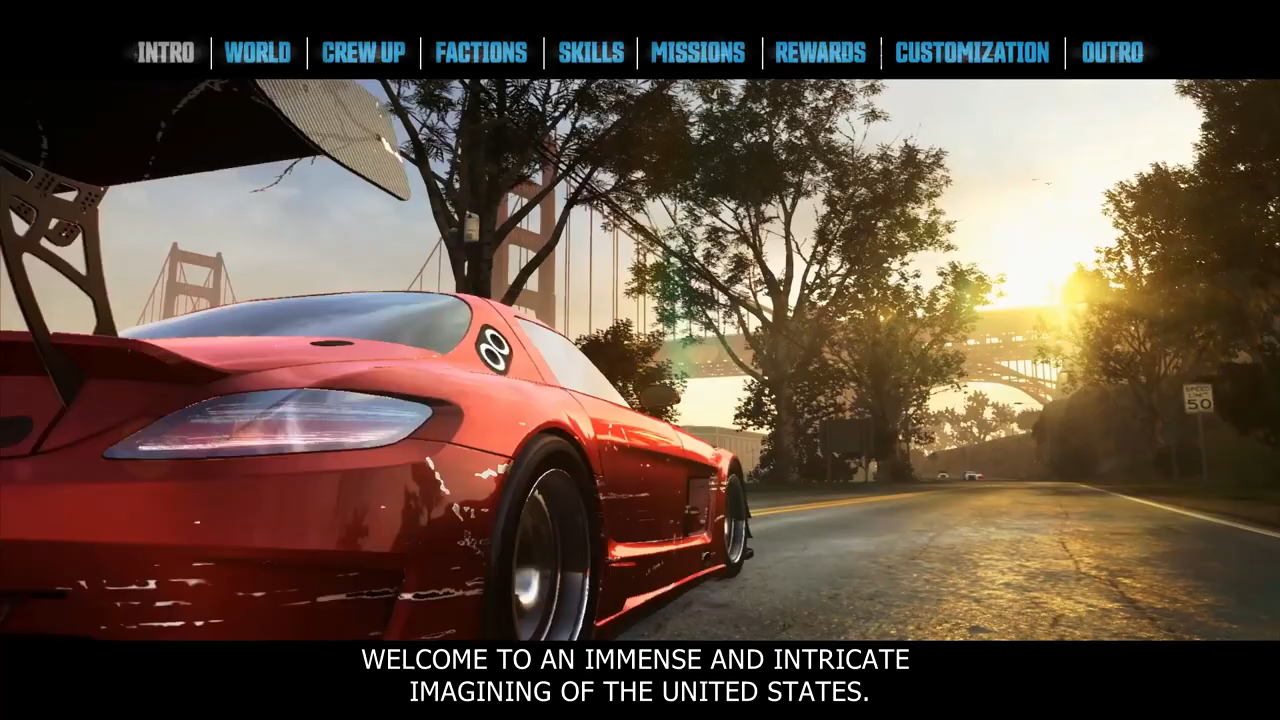 INTRO WORLD CREW UP FACTIONS SKILLS MISSIONS REWARDS CUSTOMIZATION OUTRO
8
SPEED LIMIT
50
WELCOME TO AN IMMENSE AND INTRICATE
IMAGINING OF THE UNITED STATES.